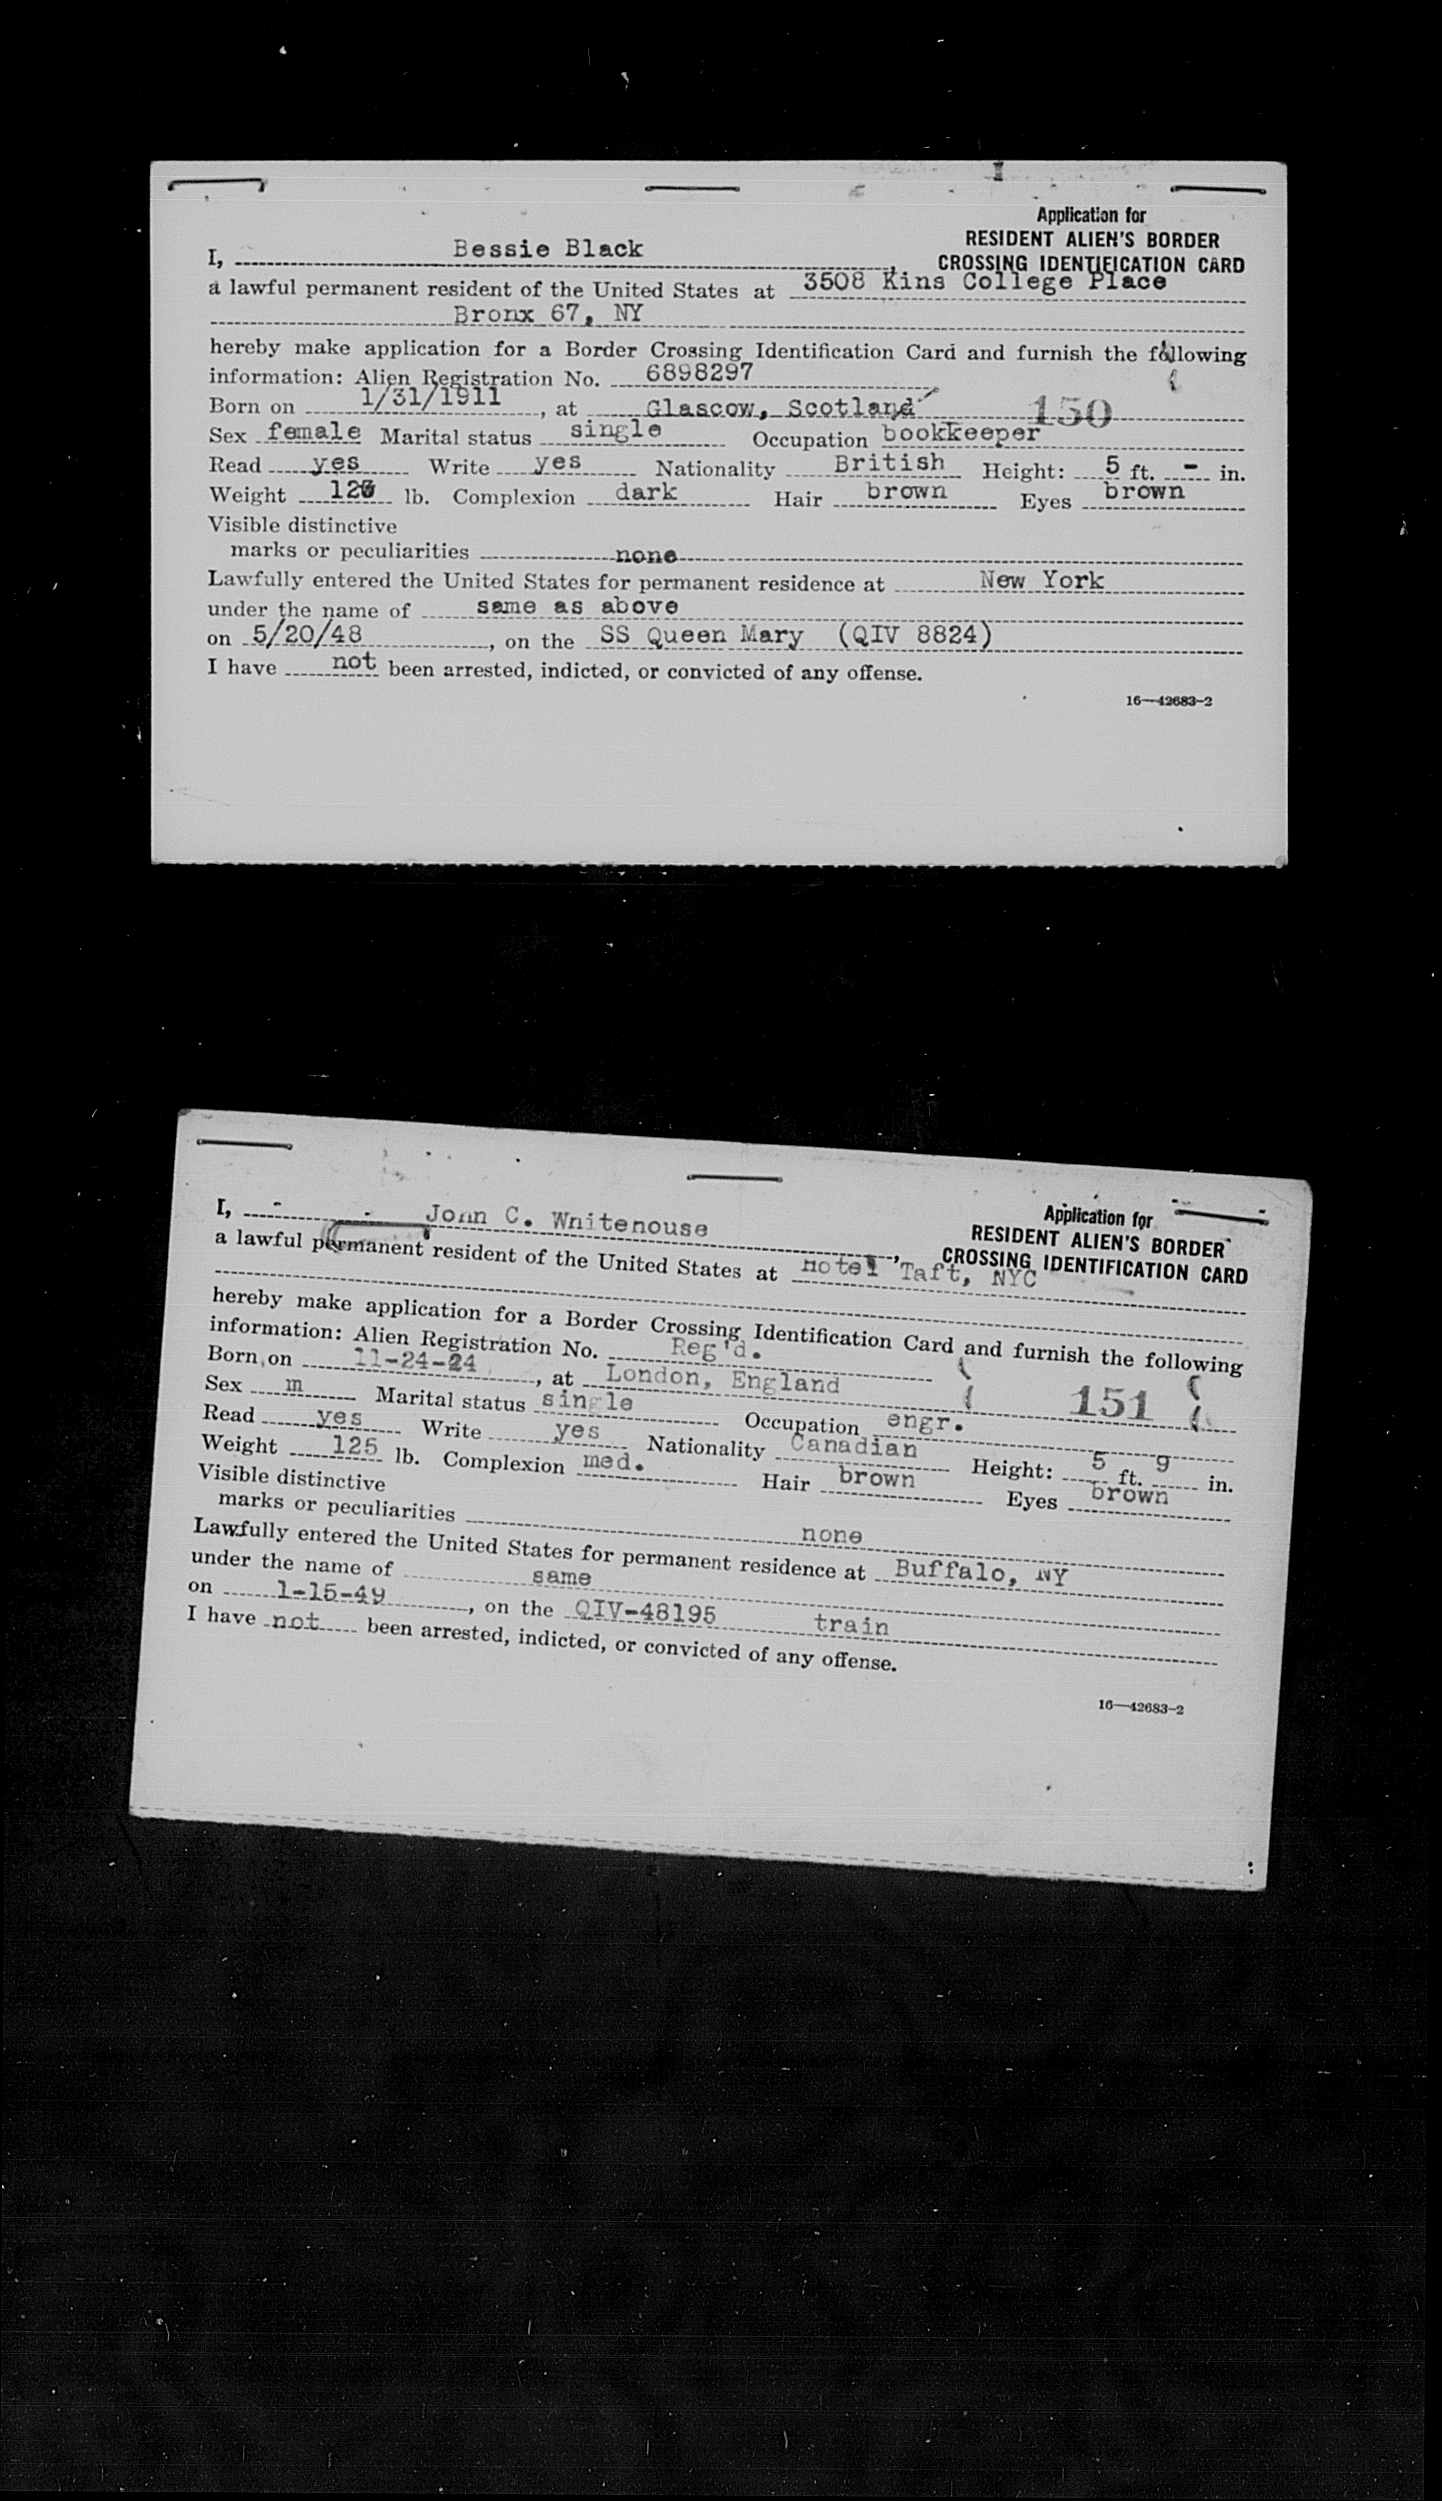 Application for
RESIDENT ALIEN'S BORDER
CROSSING IDENTIFICATION CARD
I, Bessie Black,
a lawful permanent resident of the United States at 3508 Kins College Place
Bronx 67, NY
hereby make application for a Border Crossing Identification Card and furnish the following
information: Alien Registration No. 6898297
Born on 1/31/1911, at Glascow, Scotland 150
Sex female Marital status single Occupation bookkeeper
Read yes Write yes Nationality British Height: 5 ft. - in.
Weight lb. Complexion dark Hair brown Eyes brown
Visible distinctive
marks or peculiarities none
Lawfully entered the United States for permanent residence at New York
under the name of same as above
on 5/20/48, on the SS Queen Mary (QIV 8824)
I have not been arrested, indicted, or convicted of any offense.
16—42683-2
Application for
RESIDENT ALIEN'S BORDER
CROSSING IDENTIFICATION CARD
I, John C. Whitehouse,
a lawful permanent resident of the United States at Hotel Taft, NYC
hereby make application for a Border Crossing Identification Card and furnish the following
information: Alien Registration No. Reg'd.
Born on 11-24-24, at London, England 151
Sex m Marital status single Occupation engr.
Read yes Write yes Nationality Canadian Height: 5 ft. 9 in.
Weight 125 lb. Complexion med. Hair brown Eyes brown
Visible distinctive
marks or peculiarities none
Lawfully entered the United States for permanent residence at Buffalo, NY
under the name of same
on 1-15-49, on the QIV-48195 train
I have not been arrested, indicted, or convicted of any offense.
16—42683-2